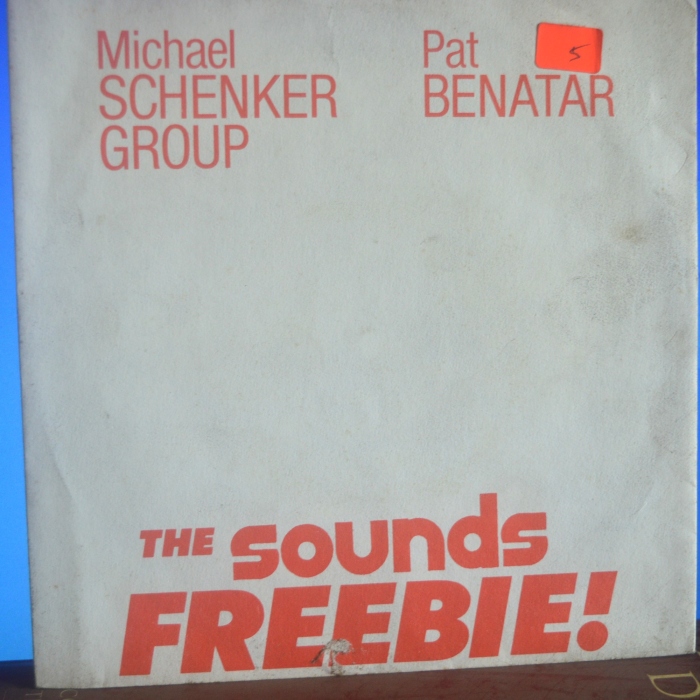 Michael
SCHENKER
GROUP
Pat
BENATAR
5
THE sounds
FREEBIE!